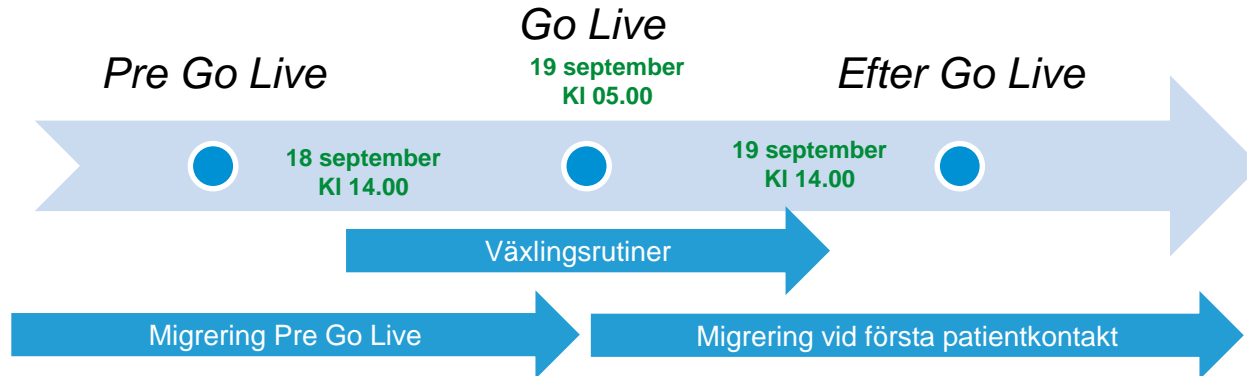 Go Live
19 september
Kl 05.00
Pre Go Live
Efter Go Live
18 september
Kl 14.00
19 september
Kl 14.00
Växlingsrutiner
Migrering Pre Go Live
Migrering vid första patientkontakt